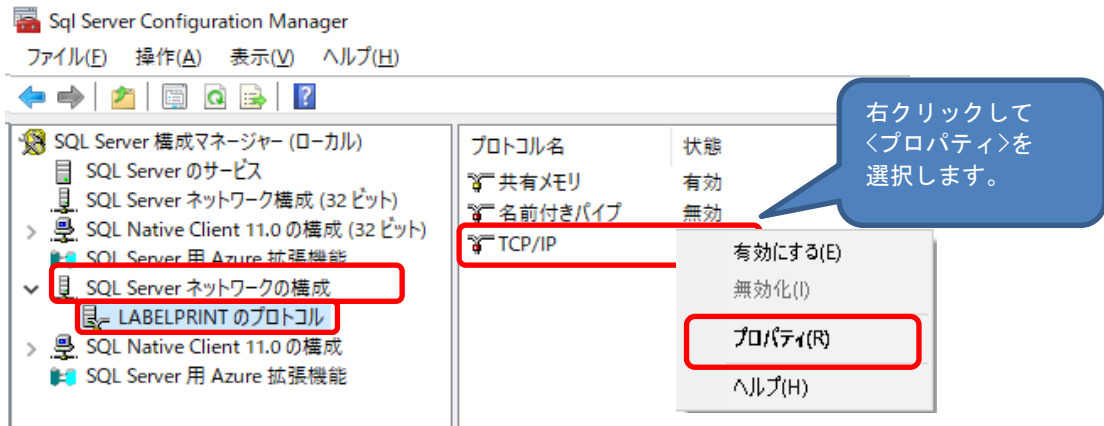 Sql Server Configuration Manager
ファイル(F) 操作(A) 表示(V) ヘルプ(H)
SQL Server 構成マネージャー (ローカル)
SQL Server のサービス
SQL Server ネットワーク構成 (32 ビット)
SQL Native Client 11.0 の構成 (32 ビット)
SQL Server 用 Azure 拡張機能
SQL Server ネットワークの構成
LABELPRINT のプロトコル
SQL Native Client 11.0 の構成
SQL Server 用 Azure 拡張機能
プロトコル名 状態
共有メモリ 有効
名前付きパイプ 無効
TCP/IP
右クリックして
<プロパティ>を
選択します。
有効にする(E)
無効化(I)
プロパティ(R)
ヘルプ(H)